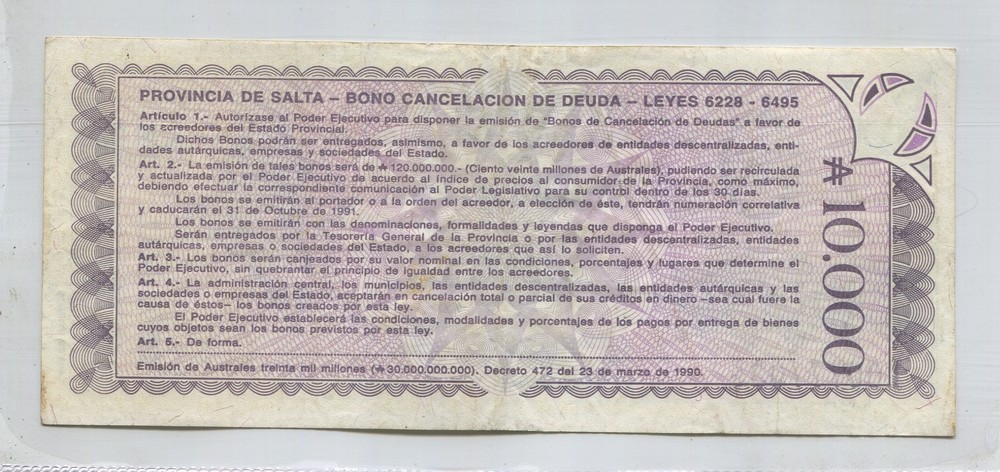 PROVINCIA DE SALTA – BONO CANCELACION DE DEUDA – LEYES 6228 - 6495
Artículo 1.- Autorízase al Poder Ejecutivo para disponer la emisión de "Bonos de Cancelación de Deudas" a favor de
los acreedores del Estado Provincial.
Dichos Bonos podrán ser entregados, asimismo, a favor de los acreedores de entidades descentralizadas, enti-
dades autárquicas, empresas y sociedades del Estado.
Art. 2.- La emisión de tales bonos será de ₳ 120.000.000.- (Ciento veinte millones de Australes), pudiendo ser recirculada
y actualizada por el Poder Ejecutivo de acuerdo al índice de precios al consumidor de la Provincia, como máximo,
debiendo efectuar la correspondiente comunicación al Poder Legislativo para su control dentro de los 30 días.
Los bonos se emitirán al portador o a la orden del acreedor, a elección de éste, tendrán numeración correlativa
y caducarán el 31 de Octubre de 1991.
Los bonos se emitirán con las denominaciones, formalidades y leyendas que disponga el Poder Ejecutivo.
Serán entregados por la Tesorería General de la Provincia o por las entidades descentralizadas, entidades
autárquicas, empresas o sociedades del Estado, a los acreedores que así lo soliciten.
Art. 3.- Los bonos serán canjeados por su valor nominal en las condiciones, porcentajes y lugares que determine el
Poder Ejecutivo, sin quebrantar el principio de igualdad entre los acreedores.
Art. 4.- La administración central, los municipios, las entidades descentralizadas, las entidades autárquicas y las
sociedades o empresas del Estado, aceptarán en cancelación total o parcial de sus créditos en dinero –sea cual fuere la
causa de éstos– los bonos creados por esta ley.
El Poder Ejecutivo establecerá las condiciones, modalidades y porcentajes de los pagos por entrega de bienes
cuyos objetos sean los bonos previstos por esta ley.
Art. 5.- De forma.
Emisión de Australes treinta mil millones (₳ 30.000.000.000). Decreto 472 del 23 de marzo de 1990.
₳ 10.000